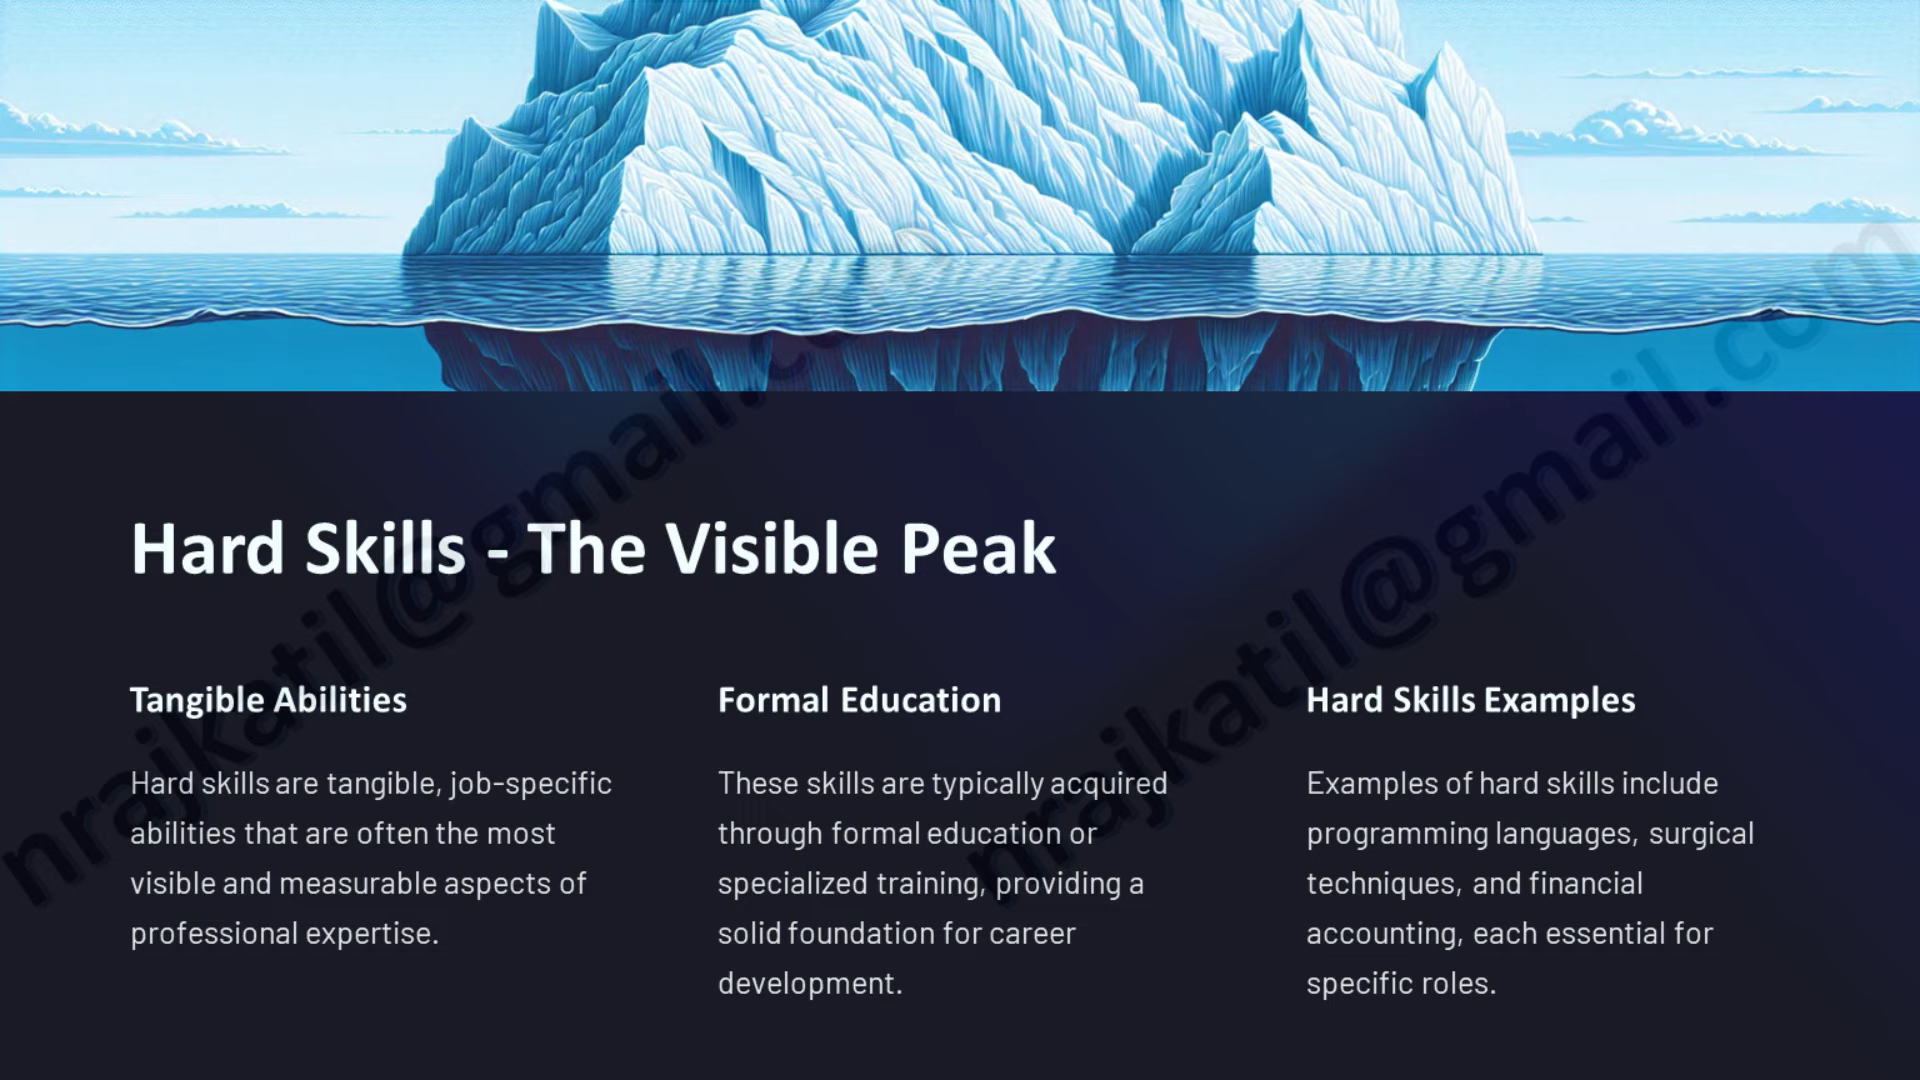 Hard Skills - The Visible Peak
Tangible Abilities
Hard skills are tangible, job-specific
abilities that are often the most
visible and measurable aspects of
professional expertise.
Formal Education
These skills are typically acquired
through formal education or
specialized training, providing a
solid foundation for career
development.
Hard Skills Examples
Examples of hard skills include
programming languages, surgical
techniques, and financial
accounting, each essential for
specific roles.
nrajkatil@gmail.com
nrajkatil@gmail.com